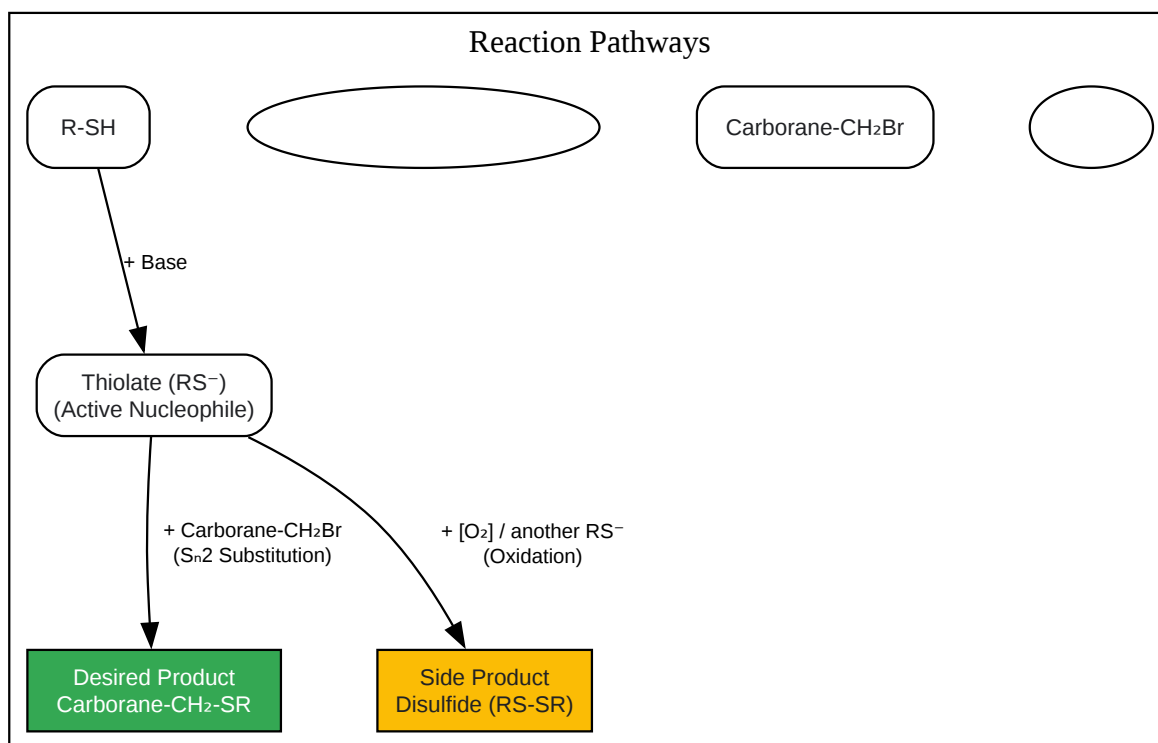 Reaction Pathways
R-SH
Carborane-CH₂Br
+ Base
Thiolate (RS⁻)
(Active Nucleophile)
+ Carborane-CH₂Br
(Sₙ2 Substitution)
+ [O₂] / another RS⁻
(Oxidation)
Desired Product
Carborane-CH₂-SR
Side Product
Disulfide (RS-SR)